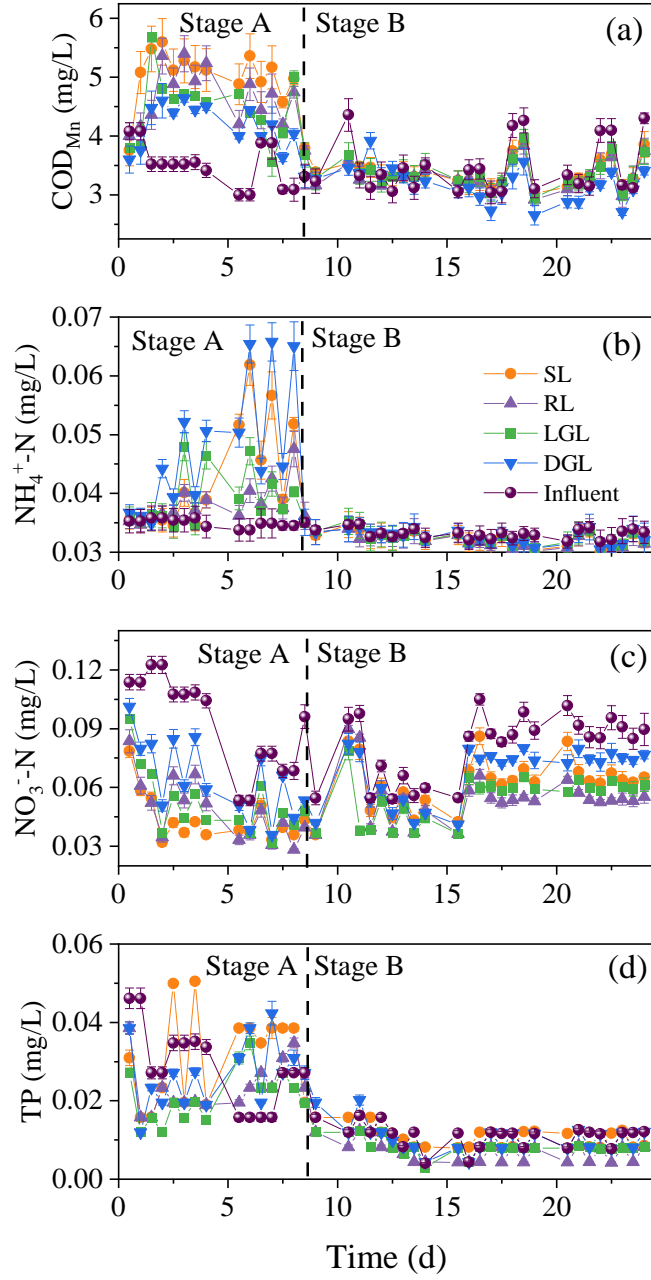 Stage A
Stage B
(a)
COD_Mn (mg/L)
6
5
4
3
0 5 10 15 20
Stage A
Stage B
(b)
NH₄⁺-N (mg/L)
0.07
0.06
0.05
0.04
0.03
SL
RL
LGL
DGL
Influent
0 5 10 15 20
Stage A
Stage B
(c)
NO₃⁻-N (mg/L)
0.12
0.09
0.06
0.03
0 5 10 15 20
Stage A
Stage B
(d)
TP (mg/L)
0.06
0.04
0.02
0.00
0 5 10 15 20
Time (d)